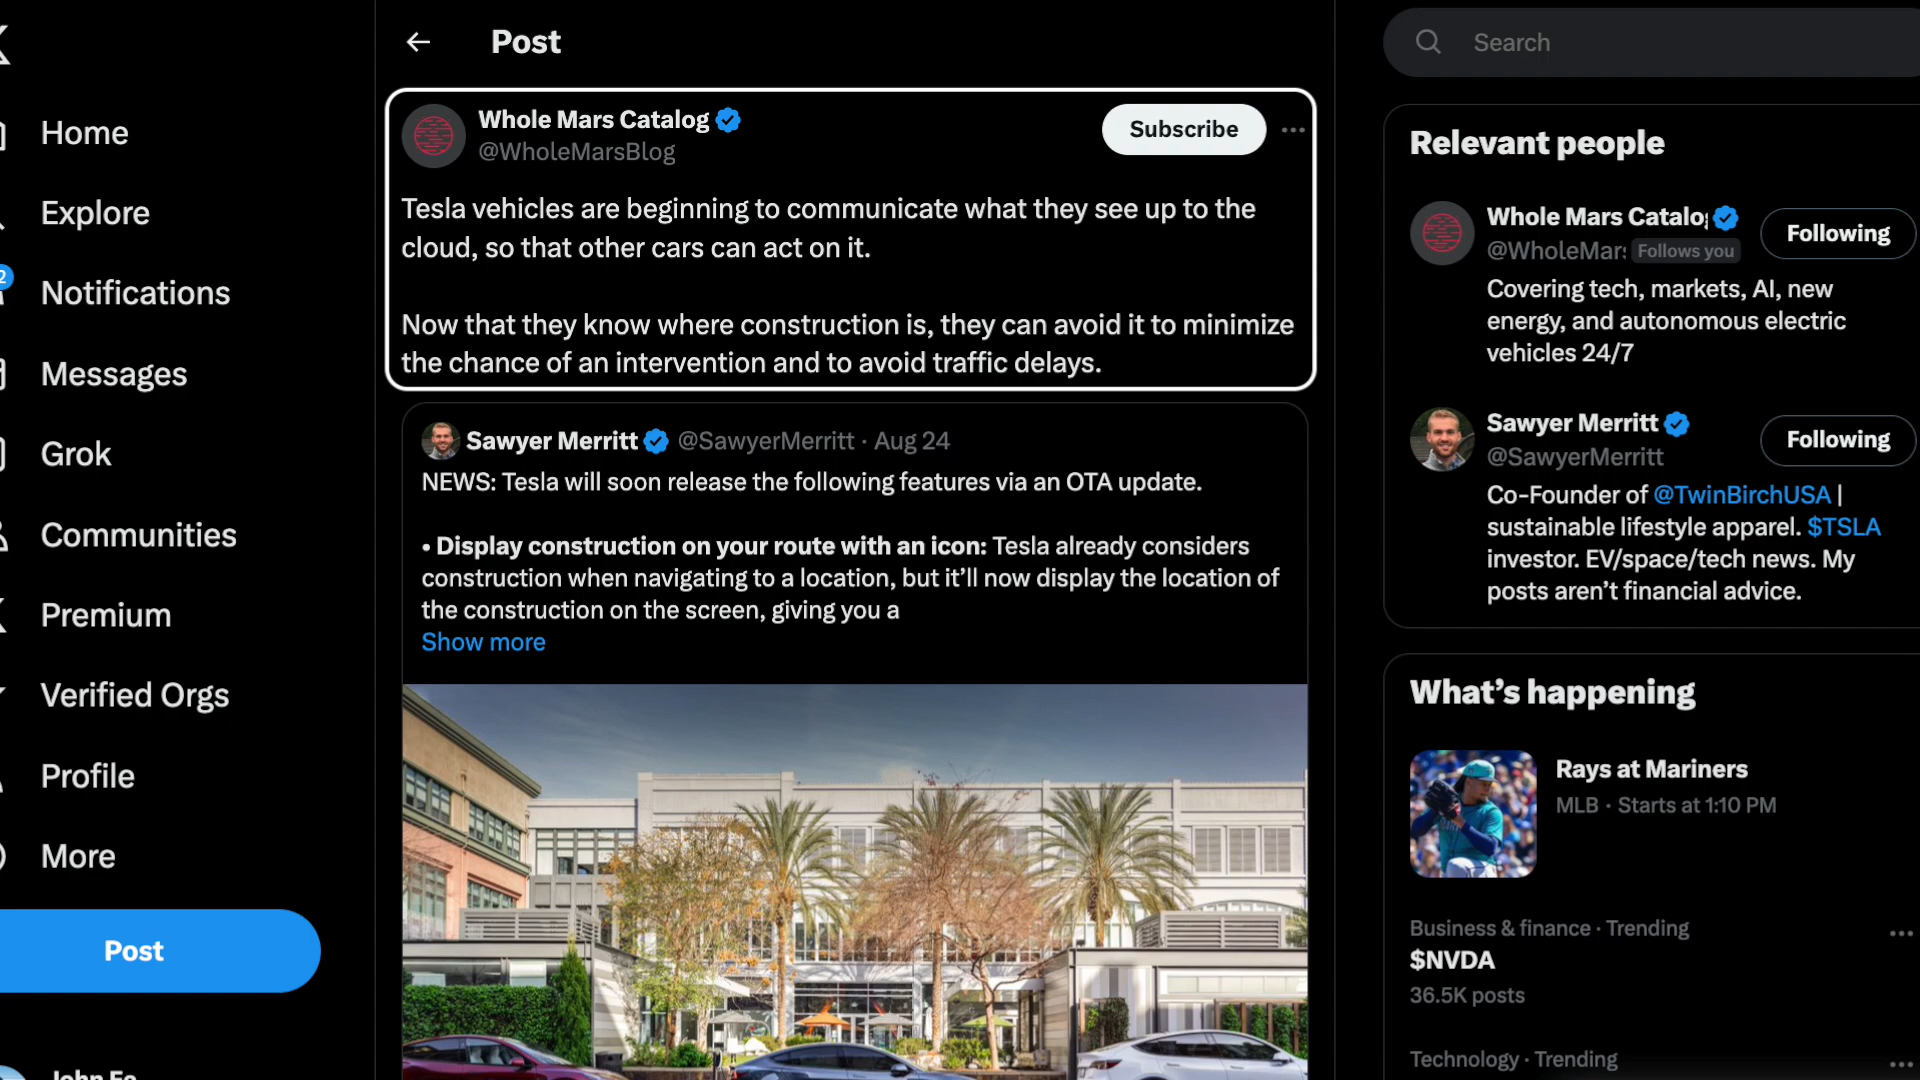 Home
Explore
2
Notifications
Messages
Grok
Communities
Premium
Verified Orgs
Profile
More
Post
Post
Whole Mars Catalog
@WholeMarsBlog
Subscribe
Tesla vehicles are beginning to communicate what they see up to the
cloud, so that other cars can act on it.
Now that they know where construction is, they can avoid it to minimize
the chance of an intervention and to avoid traffic delays.
Sawyer Merritt @SawyerMerritt · Aug 24
NEWS: Tesla will soon release the following features via an OTA update.
• Display construction on your route with an icon: Tesla already considers
construction when navigating to a location, but it’ll now display the location of
the construction on the screen, giving you a
Show more
Search
Relevant people
Whole Mars Catalog
@WholeMars Follows you
Following
Covering tech, markets, AI, new
energy, and autonomous electric
vehicles 24/7
Sawyer Merritt
@SawyerMerritt
Following
Co-Founder of @TwinBirchUSA |
sustainable lifestyle apparel. $TSLA
investor. EV/space/tech news. My
posts aren’t financial advice.
What’s happening
Rays at Mariners
MLB · Starts at 1:10 PM
Business & finance · Trending
$NVDA
36.5K posts
Technology · Trending